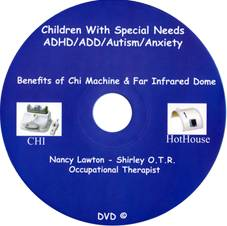 Children With Special Needs
ADHD/ADD/Autism/Anxiety
Benefits of Chi Machine & Far Infrared Dome
CHI
HotHouse
Nancy Lawton - Shirley O.T.R.
Occupational Therapist
DVD ©